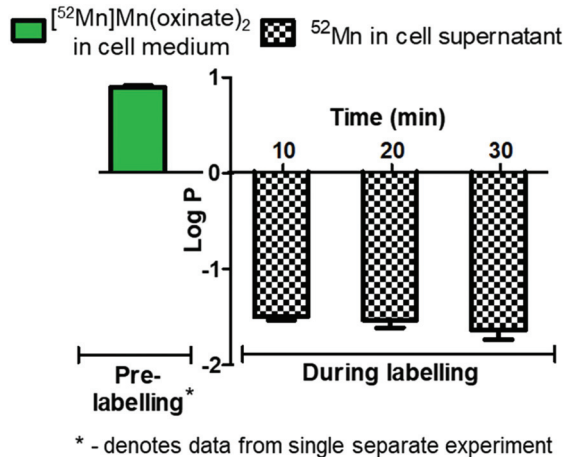 [⁵²Mn]Mn(oxinate)₂
in cell medium
⁵²Mn in cell supernatant
1
0
-1
-2
Log P
Time (min)
10 20 30
Pre-
labelling*
During labelling
* - denotes data from single separate experiment